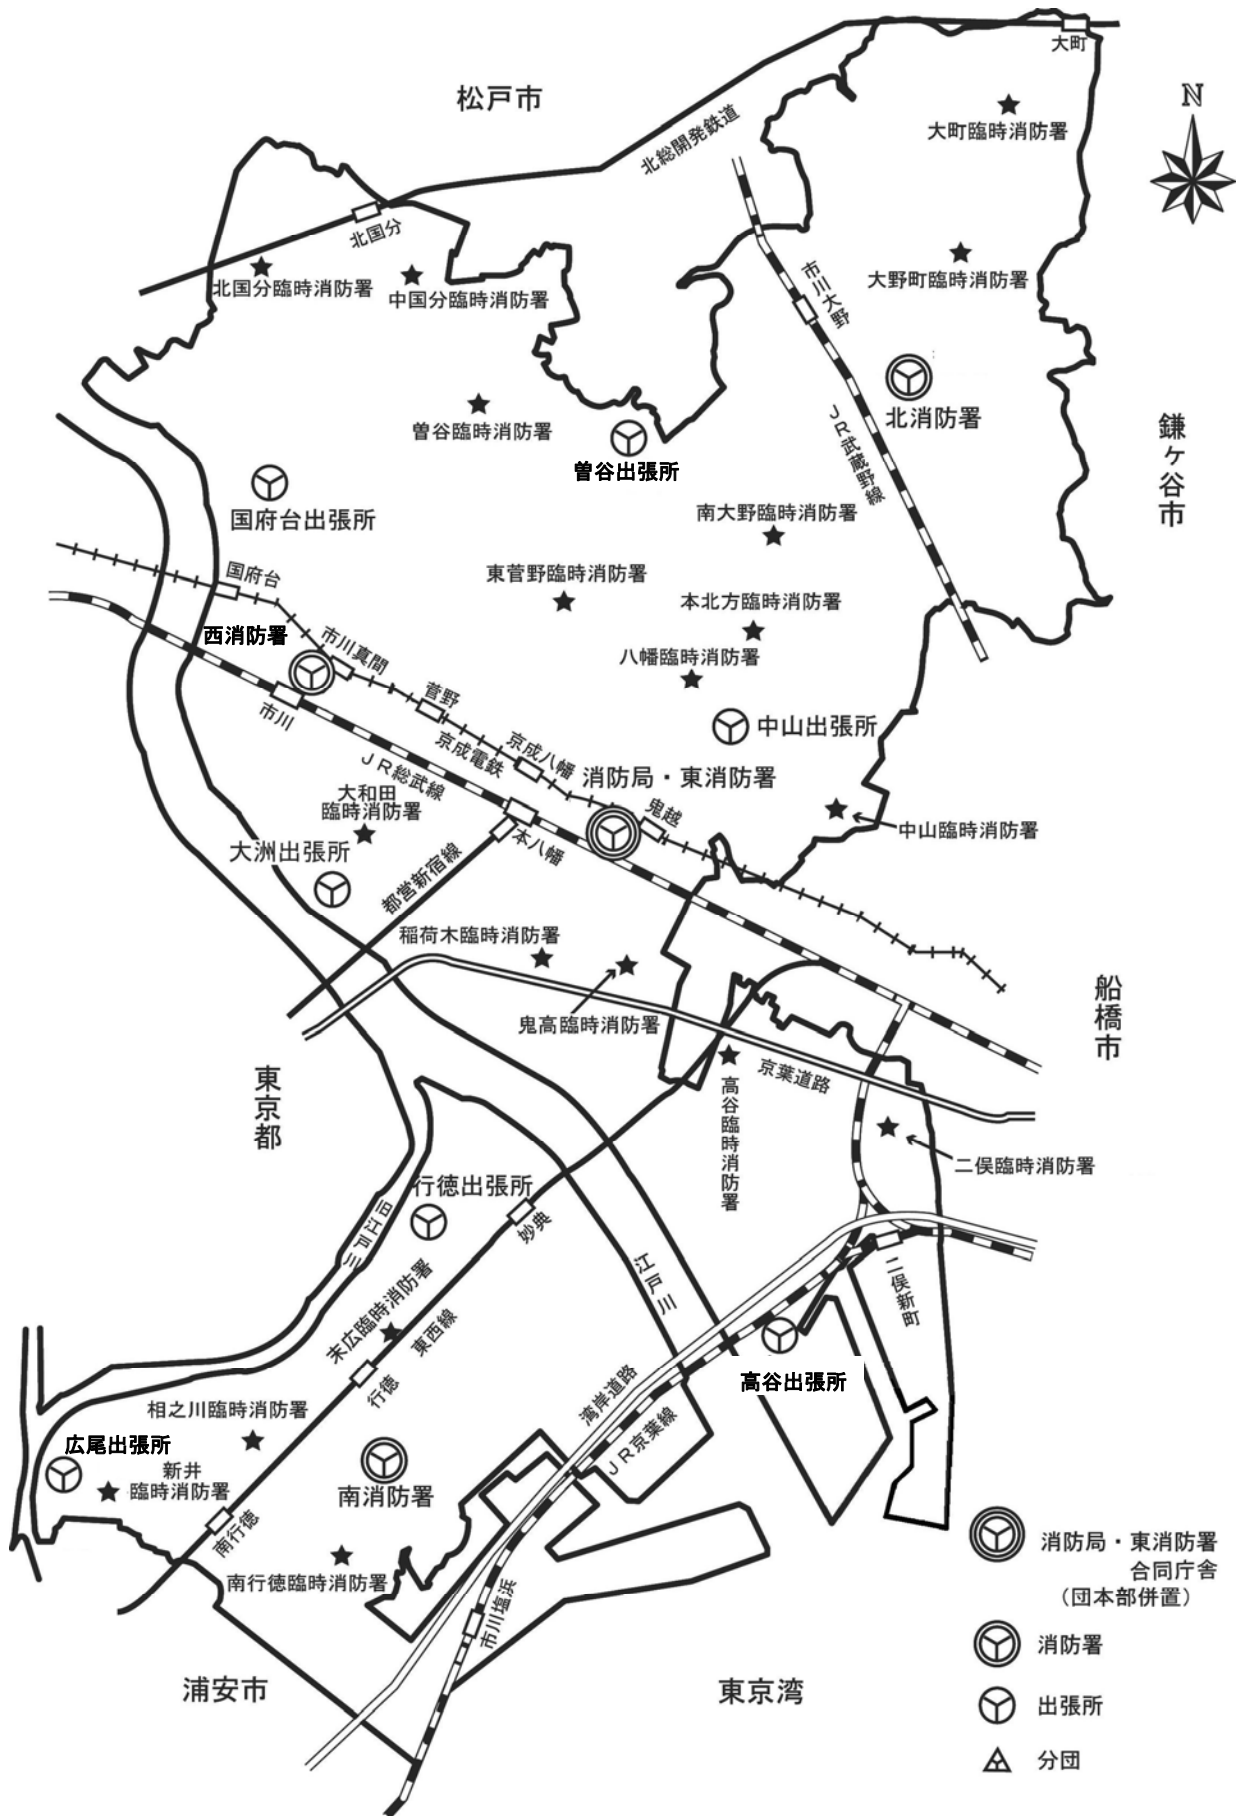 大町
松戸市
N
大町臨時消防署
北総開発鉄道
北国分
大野町臨時消防署
北国分臨時消防署
中国分臨時消防署
市川大野
北消防署
曽谷臨時消防署
曽谷出張所
JR武蔵野線
鎌ヶ谷市
国府台出張所
南大野臨時消防署
国府台
東菅野臨時消防署
本北方臨時消防署
西消防署
市川真間
八幡臨時消防署
菅野
市川
中山出張所
京成電鉄
京成八幡
JR総武線
消防局・東消防署
大和田
臨時消防署
鬼越
中山臨時消防署
本八幡
大洲出張所
都営新宿線
稲荷木臨時消防署
鬼高臨時消防署
船橋市
東京都
京葉道路
高谷臨時消防署
二俣臨時消防署
行徳出張所
妙典
旧江戸川
江戸川
二俣新町
末広臨時消防署
東西線
行徳
湾岸道路
高谷出張所
JR京葉線
相之川臨時消防署
広尾出張所
新井
臨時消防署
南消防署
南行徳
南行徳臨時消防署
市川塩浜
浦安市
東京湾
消防局・東消防署
合同庁舎
（団本部併置）
消防署
出張所
分団